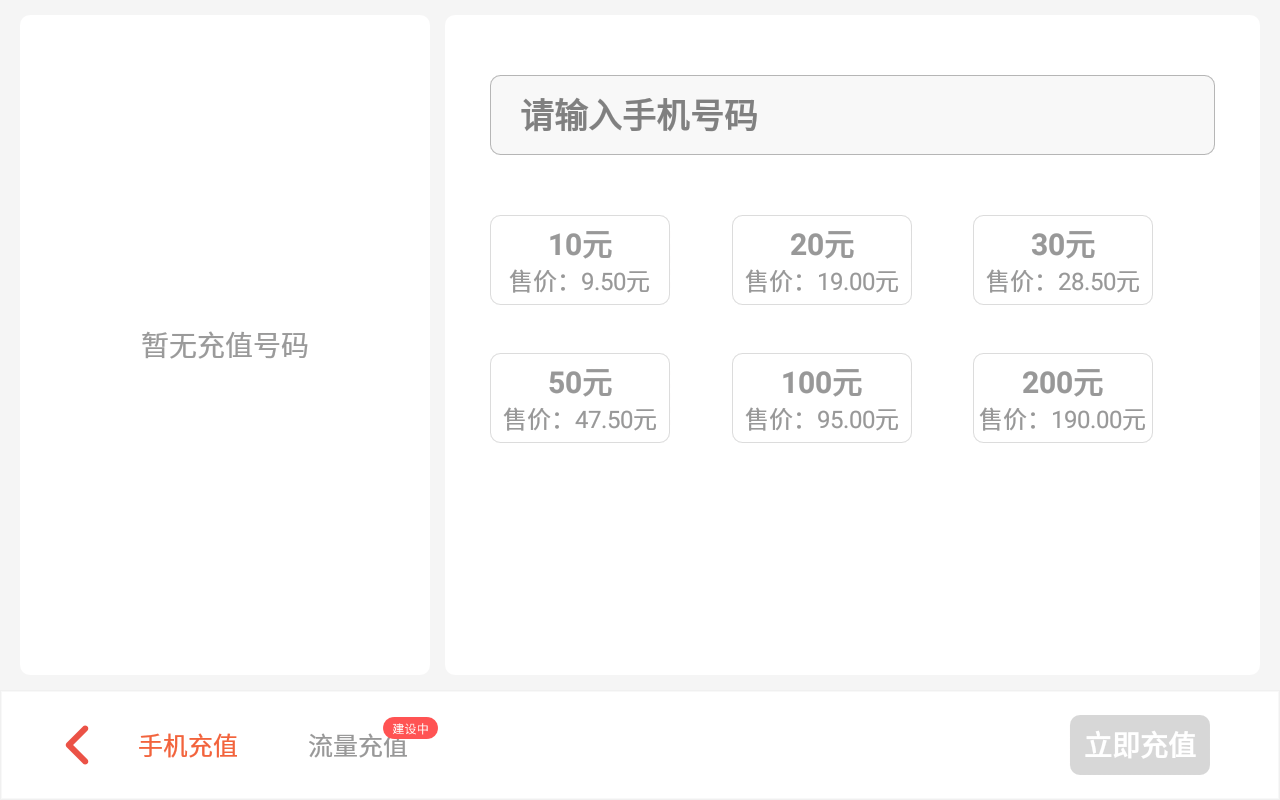 暂无充值号码
请输入手机号码
10元
售价：9.50元
20元
售价：19.00元
30元
售价：28.50元
50元
售价：47.50元
100元
售价：95.00元
200元
售价：190.00元
手机充值
流量充值
建设中
立即充值